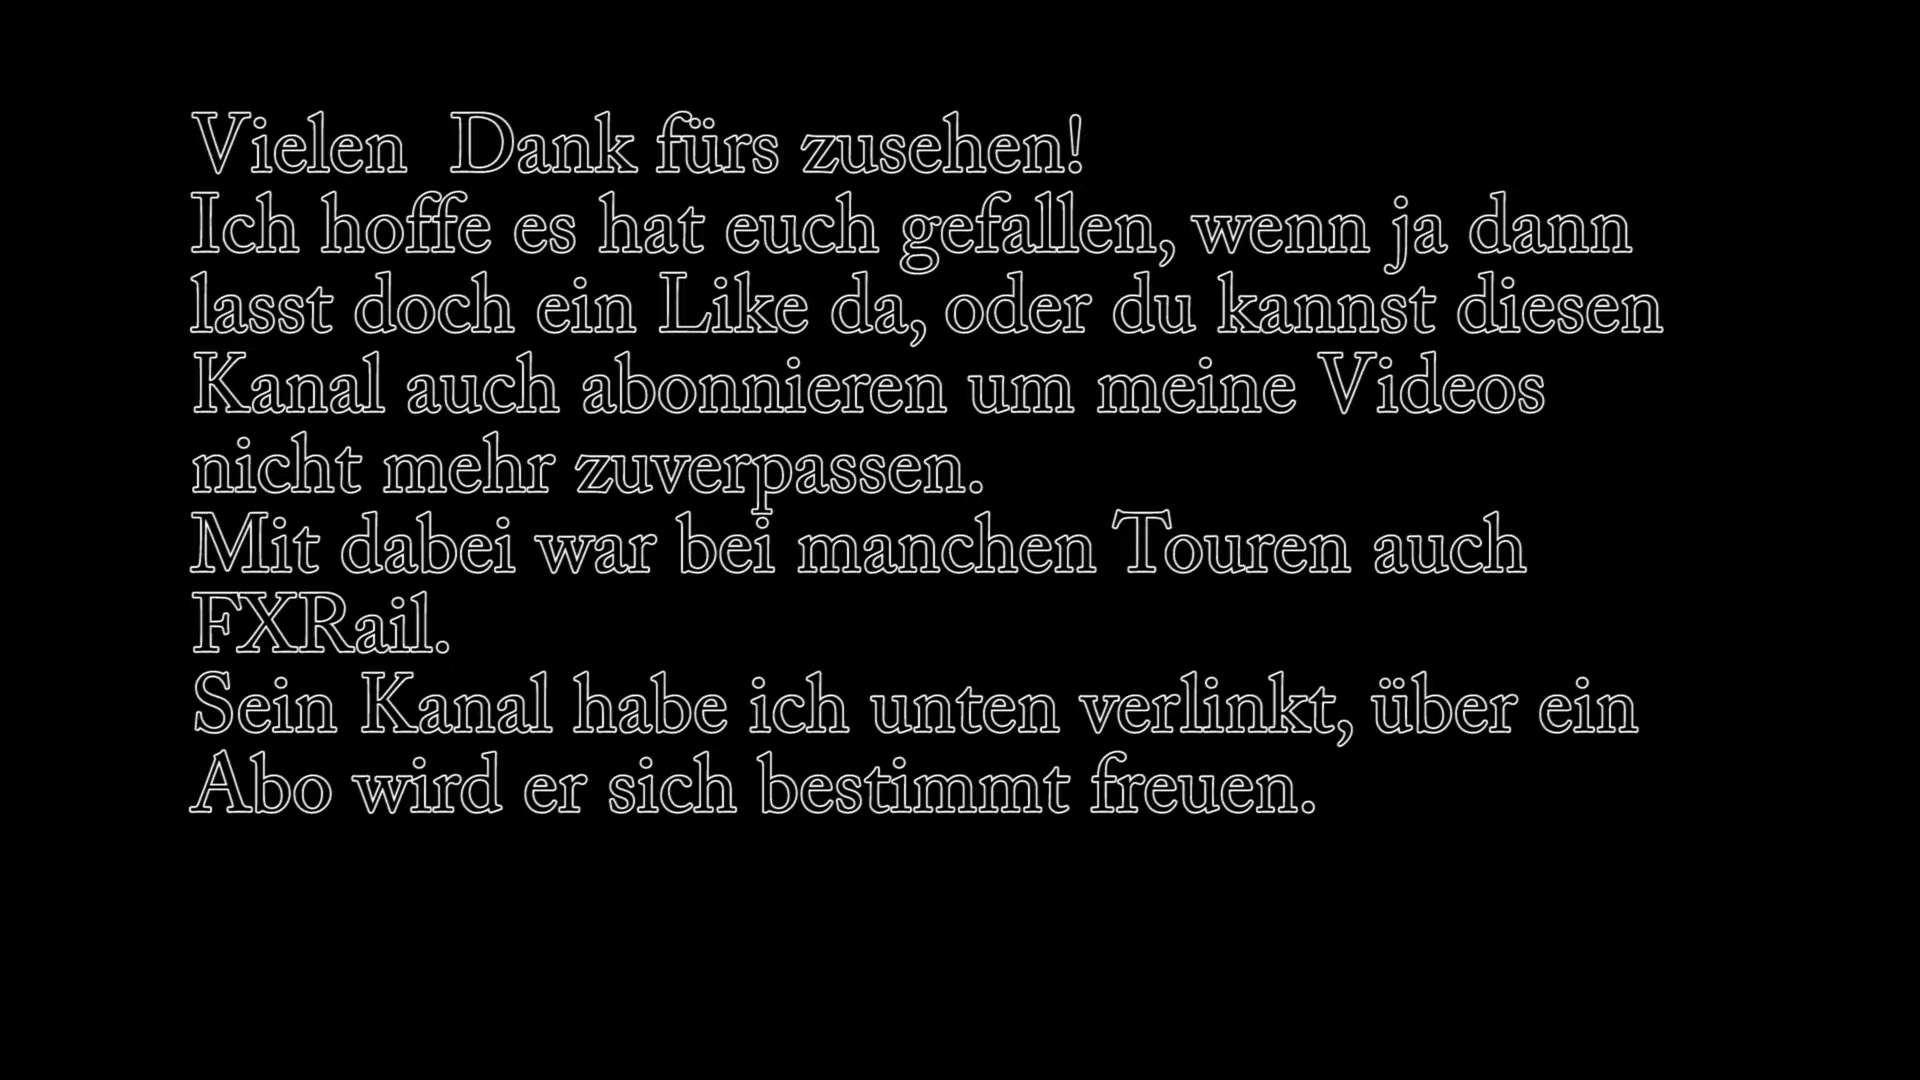 Vielen  Dank fürs zusehen!
Ich hoffe es hat euch gefallen, wenn ja dann
lasst doch ein Like da, oder du kannst diesen
Kanal auch abonnieren um meine Videos
nicht mehr zuverpassen.
Mit dabei war bei manchen Touren auch
FXRail.
Sein Kanal habe ich unten verlinkt, über ein
Abo wird er sich bestimmt freuen.